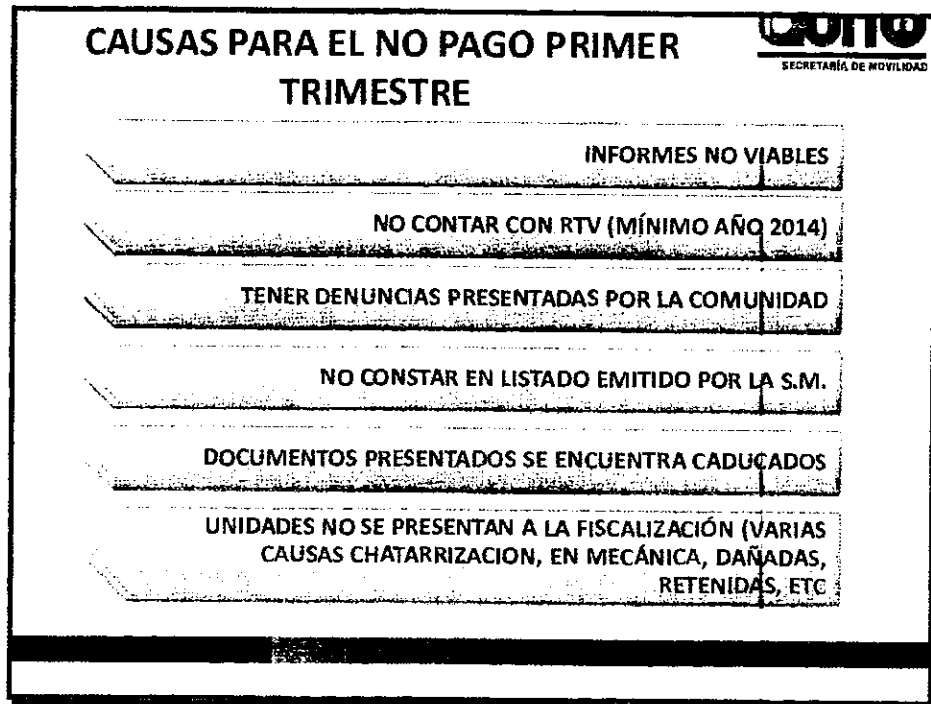 CAUSAS PARA EL NO PAGO PRIMER
TRIMESTRE
QUITO
SECRETARÍA DE MOVILIDAD
INFORMES NO VIABLES
NO CONTAR CON RTV (MÍNIMO AÑO 2014)
TENER DENUNCIAS PRESENTADAS POR LA COMUNIDAD
NO CONSTAR EN LISTADO EMITIDO POR LA S.M.
DOCUMENTOS PRESENTADOS SE ENCUENTRA CADUCADOS
UNIDADES NO SE PRESENTAN A LA FISCALIZACIÓN (VARIAS
CAUSAS CHATARRIZACION, EN MECÁNICA, DAÑADAS,
RETENIDAS, ETC